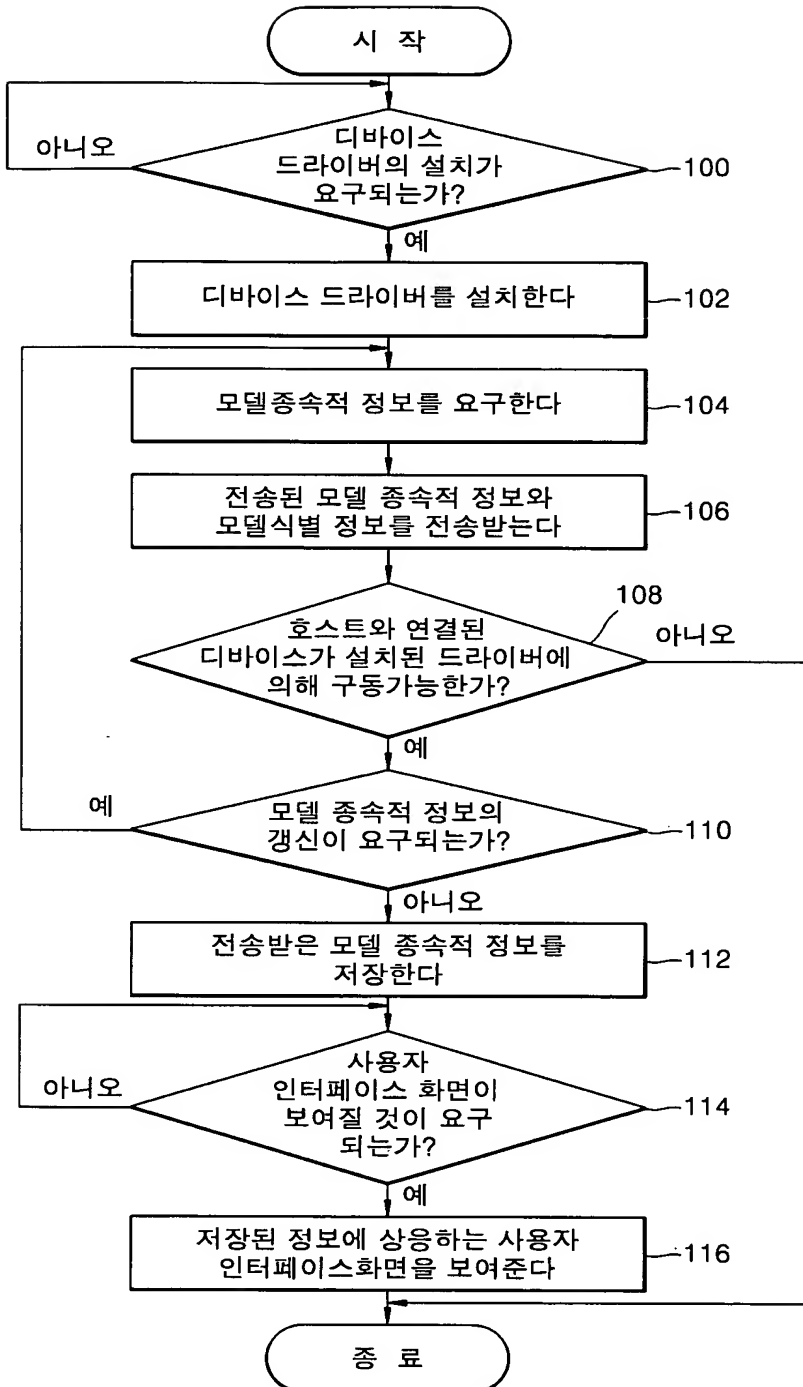 시 작
아니오
디바이스
드라이버의 설치가
요구되는가?
100
예
디바이스 드라이버를 설치한다
102
모델종속적 정보를 요구한다
104
전송된 모델 종속적 정보와
모델식별 정보를 전송받는다
106
108
호스트와 연결된
디바이스가 설치된 드라이버에
의해 구동가능한가?
아니오
예
예
모델 종속적 정보의
갱신이 요구되는가?
110
아니오
전송받은 모델 종속적 정보를
저장한다
112
아니오
사용자
인터페이스 화면이
보여질 것이 요구
되는가?
114
예
저장된 정보에 상응하는 사용자
인터페이스화면을 보여준다
116
종 료